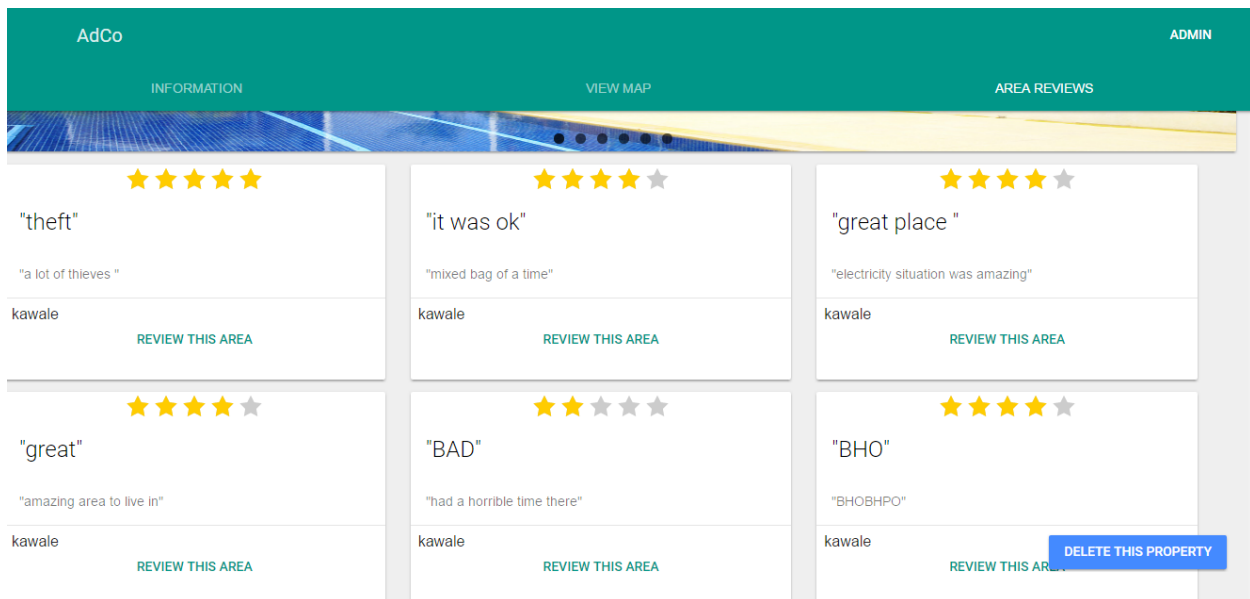 AdCo
ADMIN
INFORMATION
VIEW MAP
AREA REVIEWS
"theft"
"a lot of thieves "
kawale
REVIEW THIS AREA
"it was ok"
"mixed bag of a time"
kawale
REVIEW THIS AREA
"great place "
"electricity situation was amazing"
kawale
REVIEW THIS AREA
"great"
"amazing area to live in"
kawale
REVIEW THIS AREA
"BAD"
"had a horrible time there"
kawale
REVIEW THIS AREA
"BHO"
"BHOBHPO"
kawale
REVIEW THIS
DELETE THIS PROPERTY